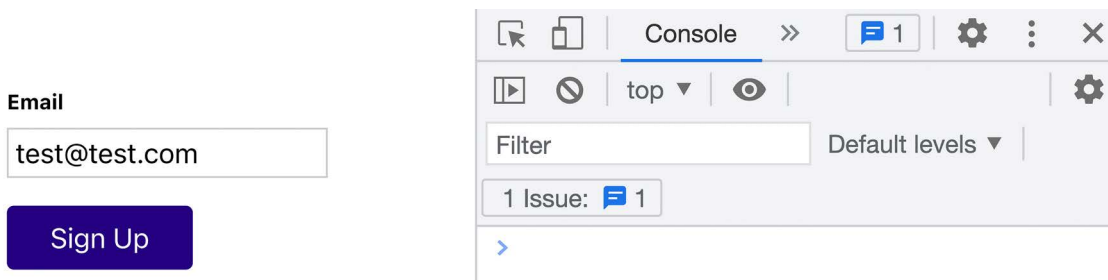 Email
test@test.com
Sign Up
Console
1
top
Filter
Default levels
1 Issue: 1